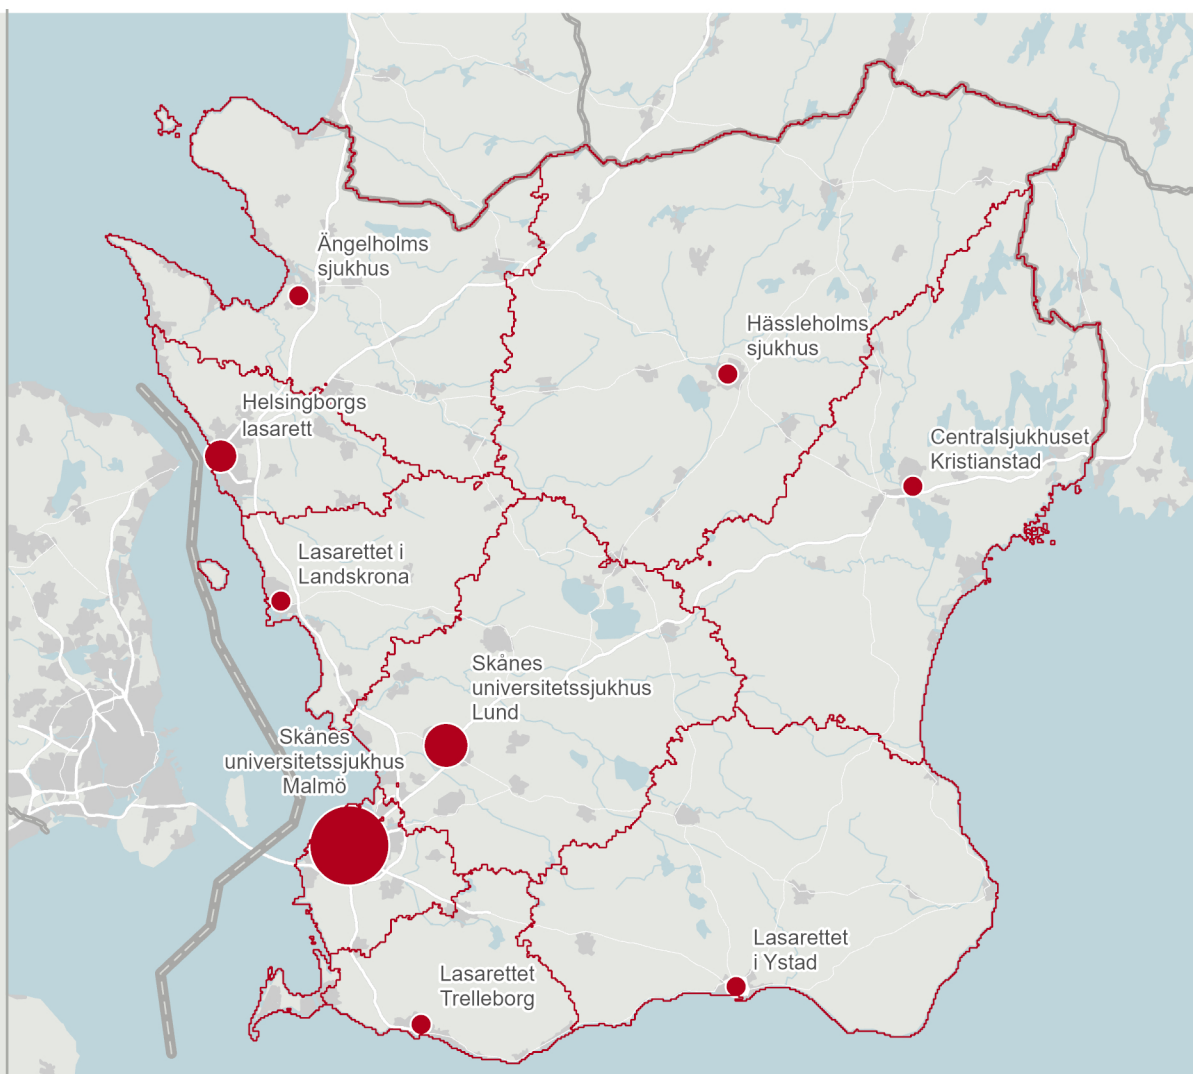 Ängelholms
sjukhus
Hässleholms
sjukhus
Helsingborgs
lasarett
Centralsjukhuset
Kristianstad
Lasarettet i
Landskrona
Skånes
universitetssjukhus
Lund
Skånes
universitetssjukhus
Malmö
Lasarettet
i Ystad
Lasarettet
Trelleborg